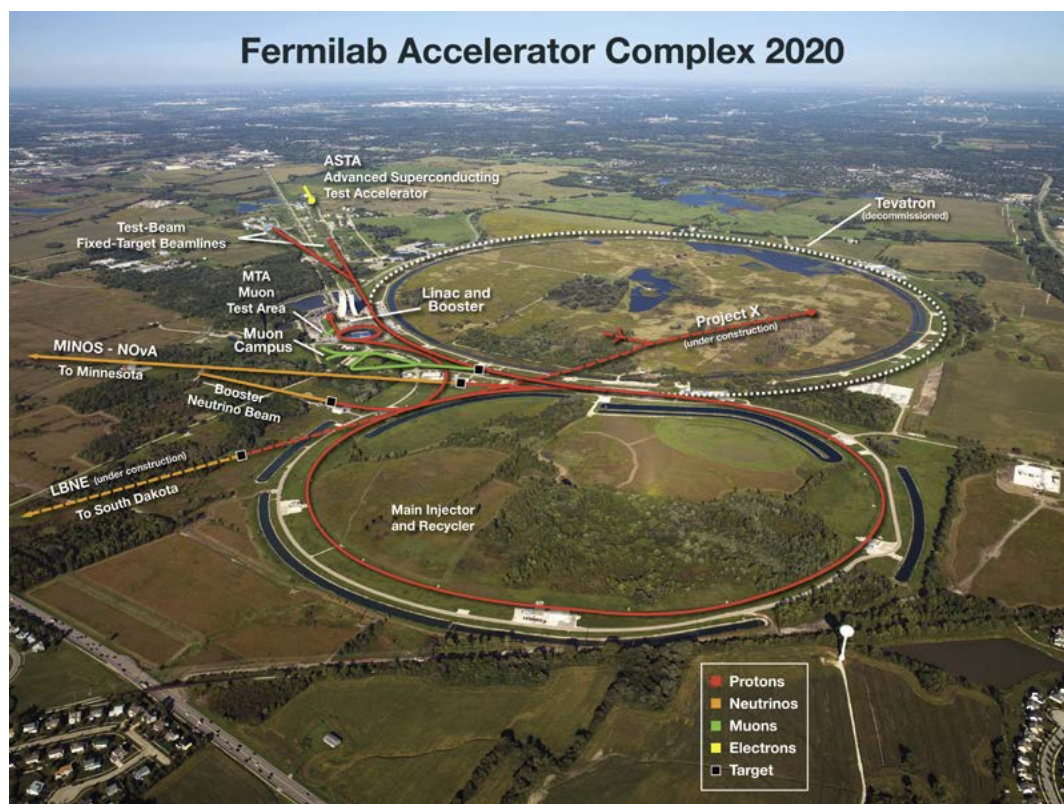 Fermilab Accelerator Complex 2020
ASTA
Advanced Superconducting
Test Accelerator
Tevatron
(decommissioned)
Test-Beam
Fixed-Target Beamlines
MTA
Muon
Test Area
Linac and
Booster
Project X
(under construction)
Muon
Campus
MINOS - NOvA
To Minnesota
Booster
Neutrino Beam
LBNE (under construction)
To South Dakota
Main Injector
and Recycler
Protons
Neutrinos
Muons
Electrons
Target